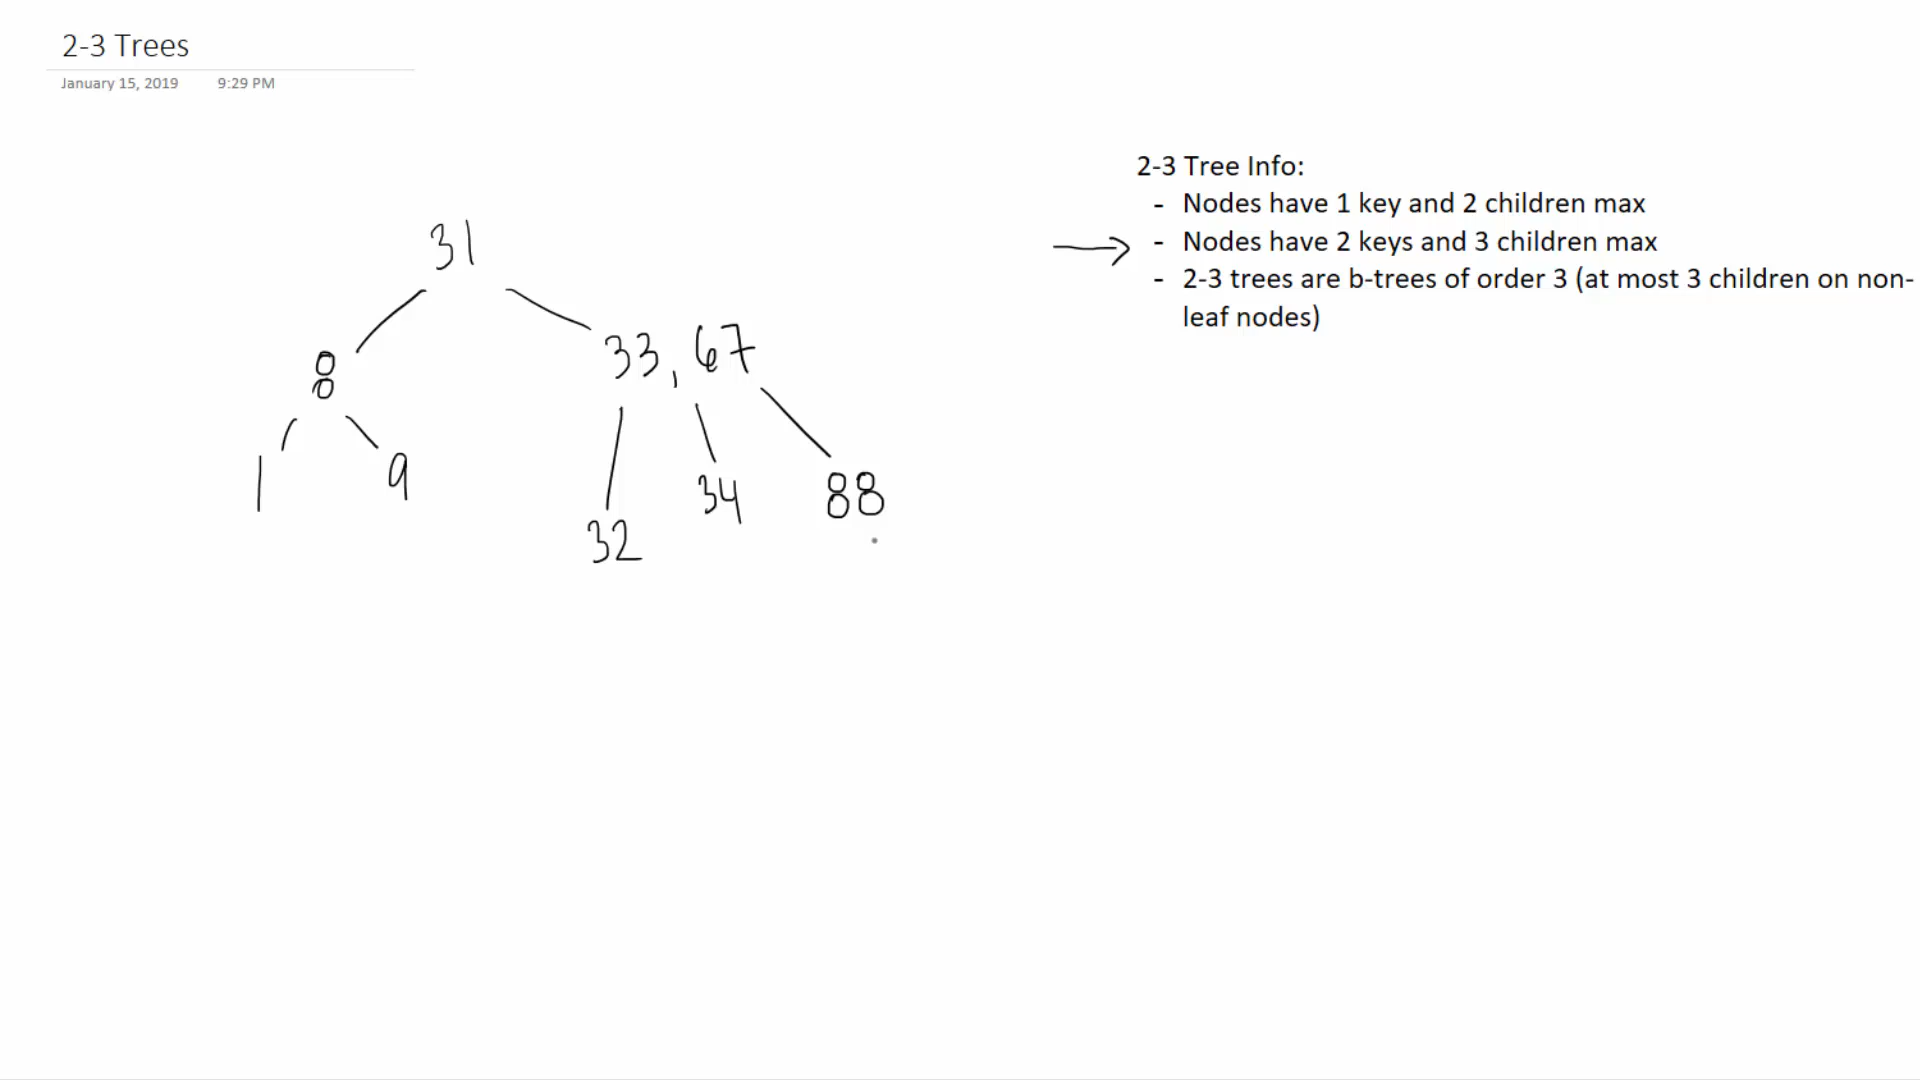 2-3 Trees
January 15, 2019 9:29 PM
2-3 Tree Info:
- Nodes have 1 key and 2 children max
- Nodes have 2 keys and 3 children max
- 2-3 trees are b-trees of order 3 (at most 3 children on non-
leaf nodes)
31
8 33, 67
1 9 32 34 88